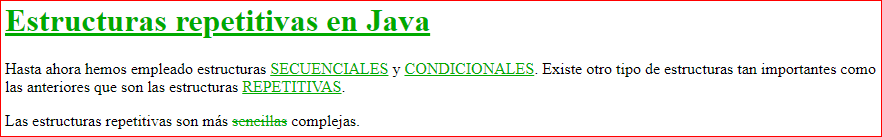 Estructuras repetitivas en Java
Hasta ahora hemos empleado estructuras SECUENCIALES y CONDICIONALES. Existe otro tipo de estructuras tan importantes como
las anteriores que son las estructuras REPETITIVAS.
Las estructuras repetitivas son más sencillas complejas.